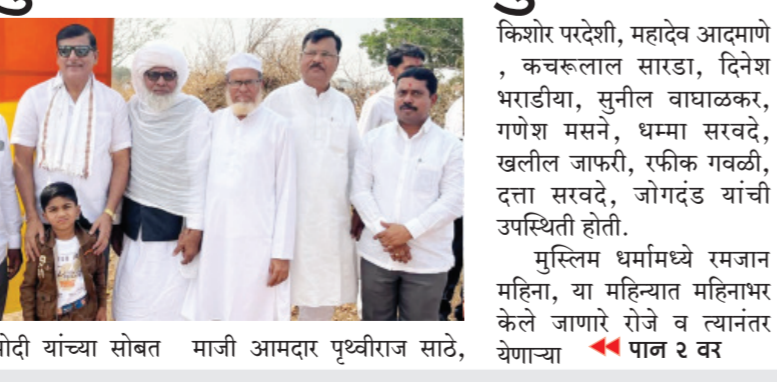 यांच्या सोबत माजी आमदार पृथ्वीराज साठे,
किशोर परदेशी, महादेव आदमाणे
, कचरूलाल सारडा, दिनेश
भराडीया, सुनील वाघाळकर,
गणेश मसने, धम्मा सरवदे,
खलील जाफरी, रफीक गवळी,
दत्ता सरवदे, जोगदंड यांची
उपस्थिती होती.
मुस्लिम धर्मामध्ये रमजान
महिना, या महिन्यात महिनाभर
केले जाणारे रोजे व त्यानंतर
येणाऱ्या पान २ वर